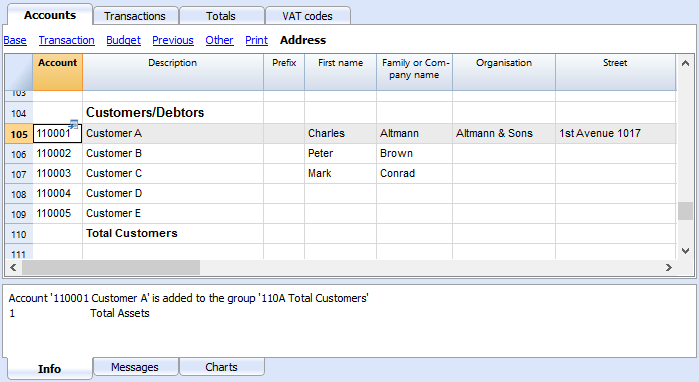 Accounts Transactions Totals VAT codes
Base Transaction Budget Previous Other Print Address
Account Description Prefix First name Family or Com-
pany name Organisation Street
103
104 Customers/Debtors
105 110001 Customer A Charles Altmann Altmann & Sons 1st Avenue 1017
106 110002 Customer B Peter Brown
107 110003 Customer C Mark Conrad
108 110004 Customer D
109 110005 Customer E
110 Total Customers
111
Account '110001 Customer A' is added to the group '110A Total Customers'
1 Total Assets
Info Messages Charts